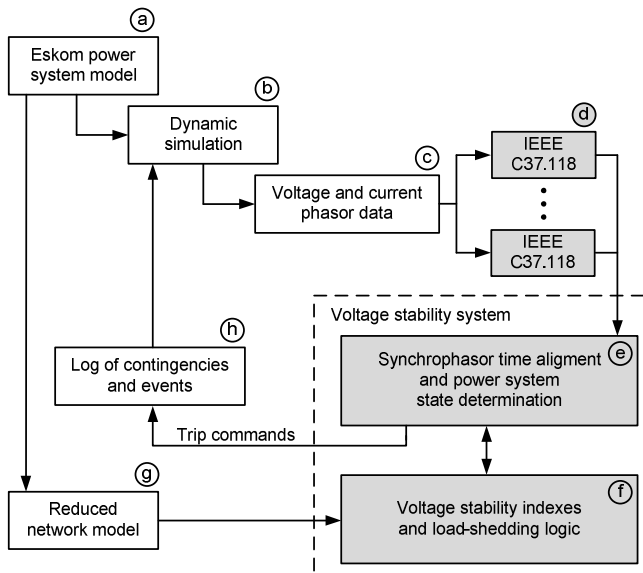 a
Eskom power
system model
b
Dynamic
simulation
c
Voltage and current
phasor data
d
IEEE
C37.118
IEEE
C37.118
Voltage stability system
e
Synchrophasor time aligment
and power system
state determination
h
Log of contingencies
and events
Trip commands
g
Reduced
network model
f
Voltage stability indexes
and load-shedding logic